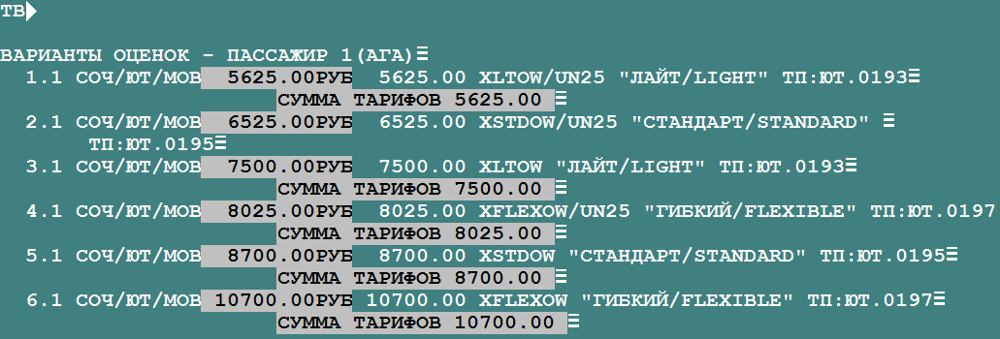 ТВ
ВАРИАНТЫ ОЦЕНОК - ПАССАЖИР 1(АГА)
1.1 СОЧ/ЮТ/МОВ 5625.00РУБ 5625.00 XLTOW/UN25 "ЛАЙТ/LIGHT" ТП:ЮТ.0193
СУММА ТАРИФОВ 5625.00
2.1 СОЧ/ЮТ/МОВ 6525.00РУБ 6525.00 XSTDOW/UN25 "СТАНДАРТ/STANDARD"
ТП:ЮТ.0195
3.1 СОЧ/ЮТ/МОВ 7500.00РУБ 7500.00 XLTOW "ЛАЙТ/LIGHT" ТП:ЮТ.0193
СУММА ТАРИФОВ 7500.00
4.1 СОЧ/ЮТ/МОВ 8025.00РУБ 8025.00 XFLEXOW/UN25 "ГИБКИЙ/FLEXIBLE" ТП:ЮТ.0197
СУММА ТАРИФОВ 8025.00
5.1 СОЧ/ЮТ/МОВ 8700.00РУБ 8700.00 XSTDOW "СТАНДАРТ/STANDARD" ТП:ЮТ.0195
СУММА ТАРИФОВ 8700.00
6.1 СОЧ/ЮТ/МОВ 10700.00РУБ 10700.00 XFLEXOW "ГИБКИЙ/FLEXIBLE" ТП:ЮТ.0197
СУММА ТАРИФОВ 10700.00